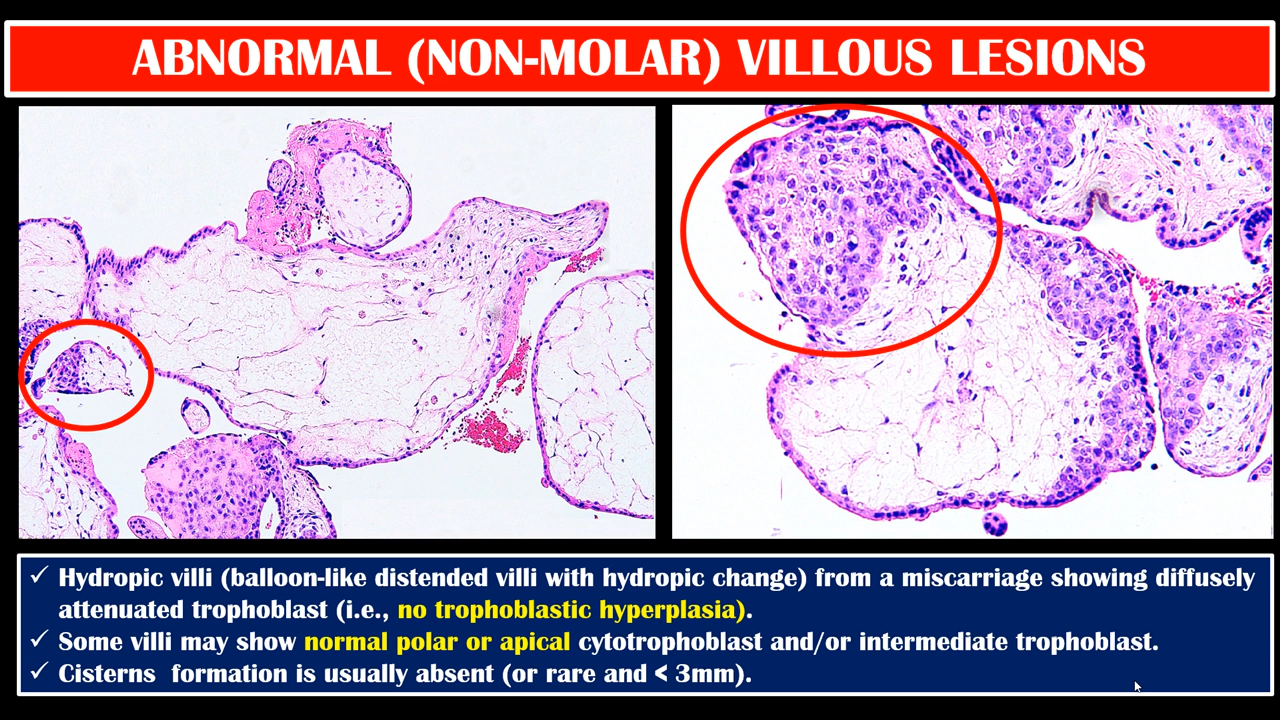 ABNORMAL (NON-MOLAR) VILLOUS LESIONS
✓ Hydropic villi (balloon-like distended villi with hydropic change) from a miscarriage showing diffusely
attenuated trophoblast (i.e., no trophoblastic hyperplasia).
✓ Some villi may show normal polar or apical cytotrophoblast and/or intermediate trophoblast.
✓ Cisterns  formation is usually absent (or rare and < 3mm).